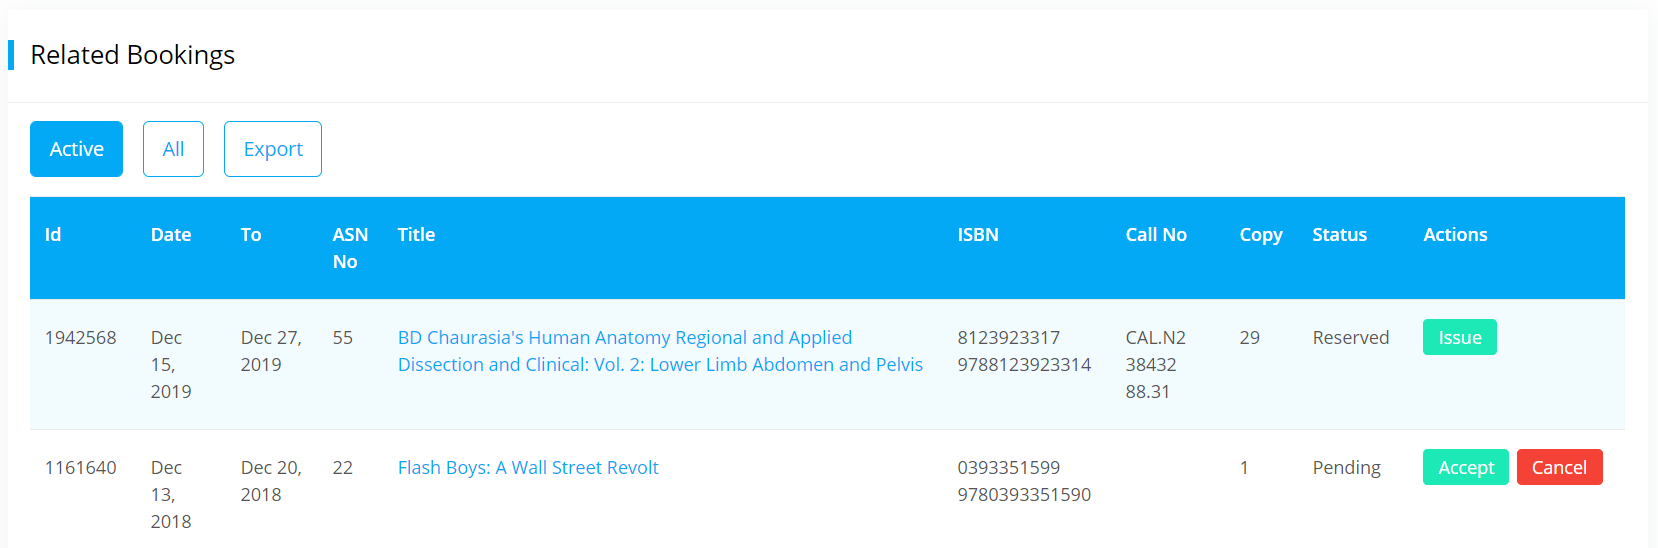 Related Bookings
Active All Export
Id Date To ASN No Title ISBN Call No Copy Status Actions
1942568 Dec 15, 2019 Dec 27, 2019 55 BD Chaurasia's Human Anatomy Regional and Applied Dissection and Clinical: Vol. 2: Lower Limb Abdomen and Pelvis 8123923317 9788123923314 CAL.N2 38432 88.31 29 Reserved Issue
1161640 Dec 13, 2018 Dec 20, 2018 22 Flash Boys: A Wall Street Revolt 0393351599 9780393351590 1 Pending Accept Cancel